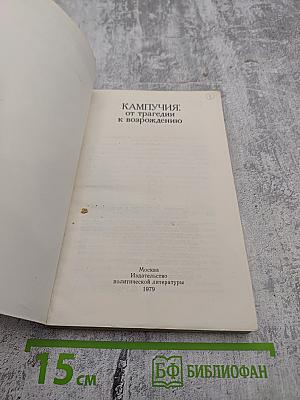 КАМПУЧИЯ:
от трагедии
к возрождению
Москва
Издательство
политической литературы
1979
15 см
БФ БИБЛИОФАН